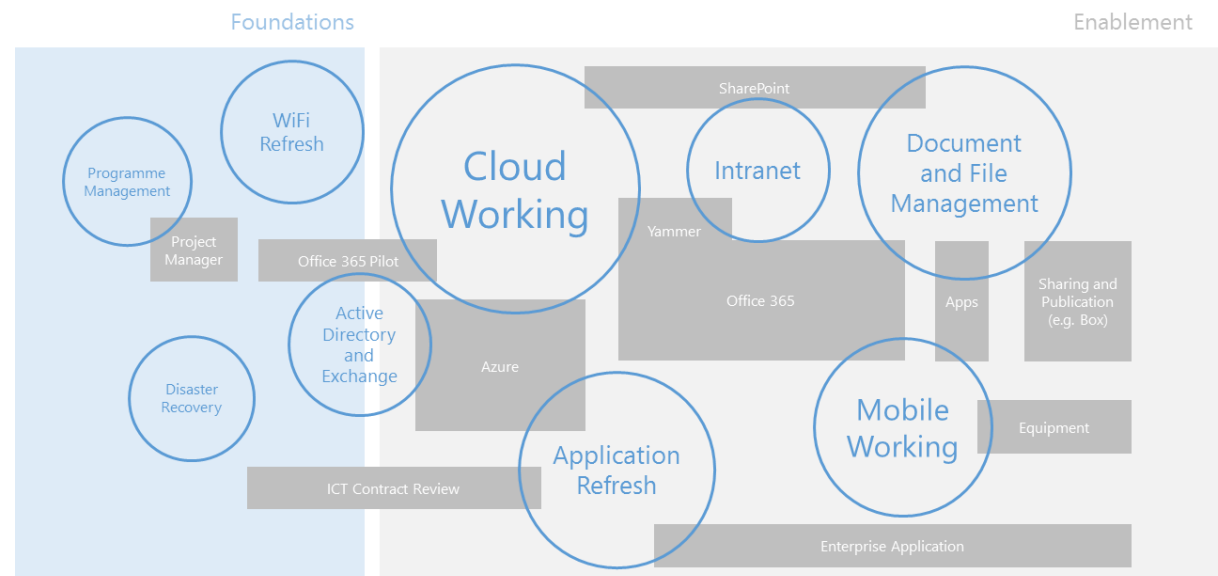 Foundations
Enablement
WiFi
Refresh
Programme
Management
Project
Manager
Office 365 Pilot
Active
Directory
and
Exchange
Disaster
Recovery
ICT Contract Review
Cloud
Working
SharePoint
Intranet
Document
and File
Management
Yammer
Office 365
Apps
Sharing and
Publication
(e.g. Box)
Azure
Application
Refresh
Mobile
Working
Equipment
Enterprise Application